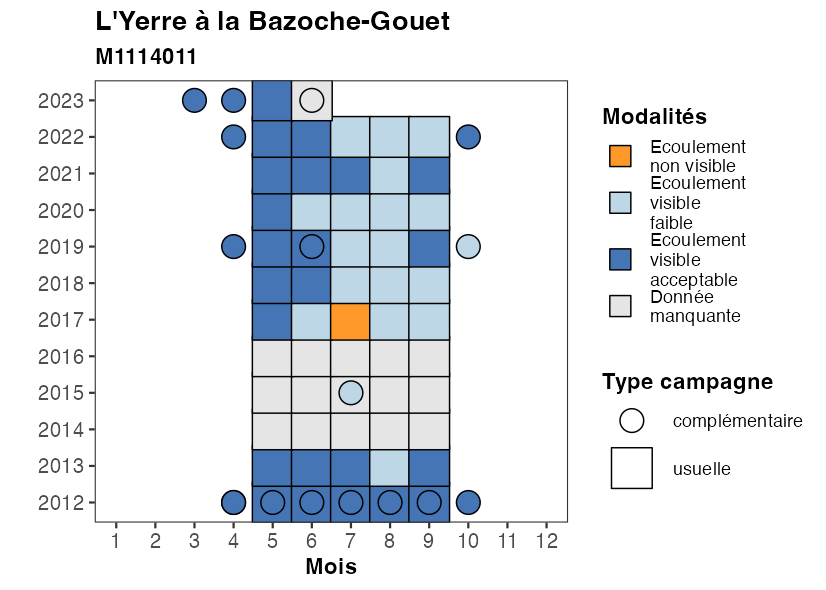 L'Yerre à la Bazoche-Gouet
M1114011
2023
2022
2021
2020
2019
2018
2017
2016
2015
2014
2013
2012
1 2 3 4 5 6 7 8 9 10 11 12
Mois
Modalités
Ecoulement
non visible
Ecoulement
visible
faible
Ecoulement
visible
acceptable
Donnée
manquante
Type campagne
complémentaire
usuelle